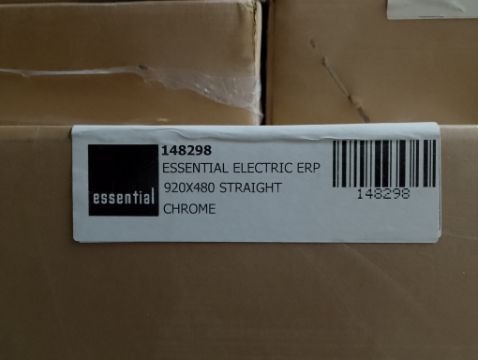 148298
ESSENTIAL ELECTRIC ERP
920X480 STRAIGHT
CHROME
essential
148298